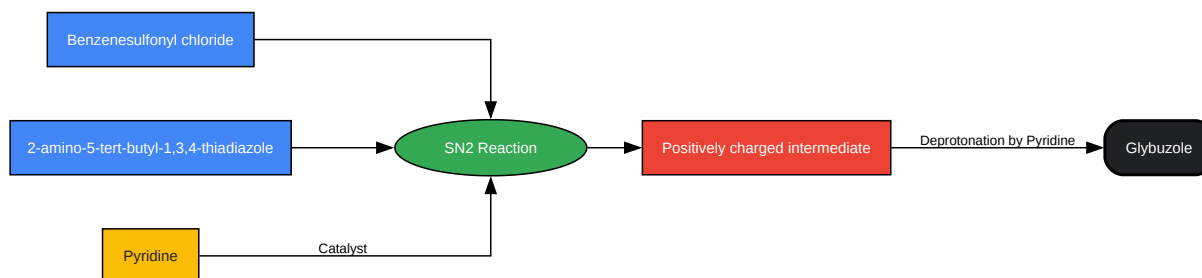 Benzenesulfonyl chloride
2-amino-5-tert-butyl-1,3,4-thiadiazole
SN2 Reaction
Positively charged intermediate
Deprotonation by Pyridine
Glybuzole
Pyridine
Catalyst